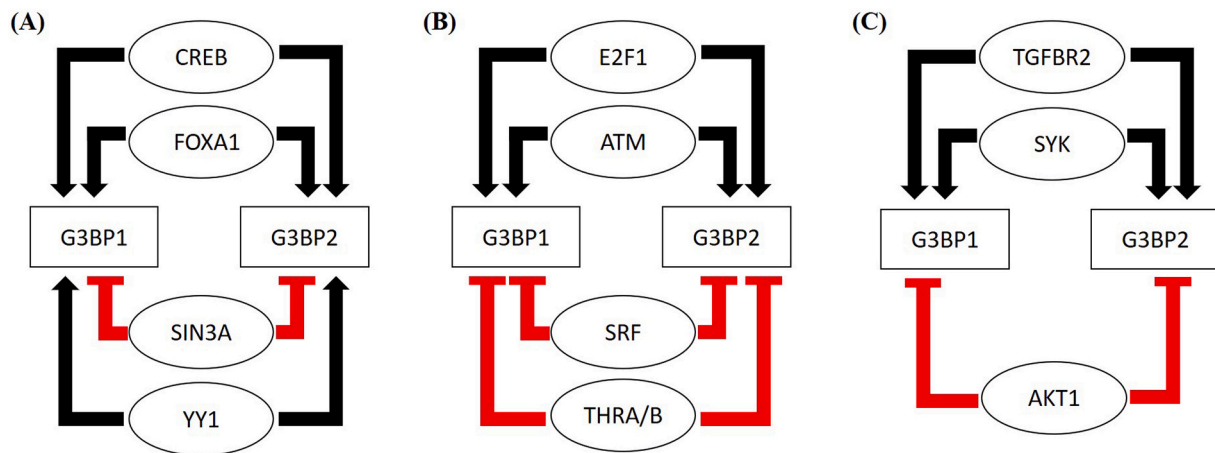 (A)
CREB
FOXA1
G3BP1
G3BP2
SIN3A
YY1
(B)
E2F1
ATM
G3BP1
G3BP2
SRF
THRA/B
(C)
TGFBR2
SYK
G3BP1
G3BP2
AKT1